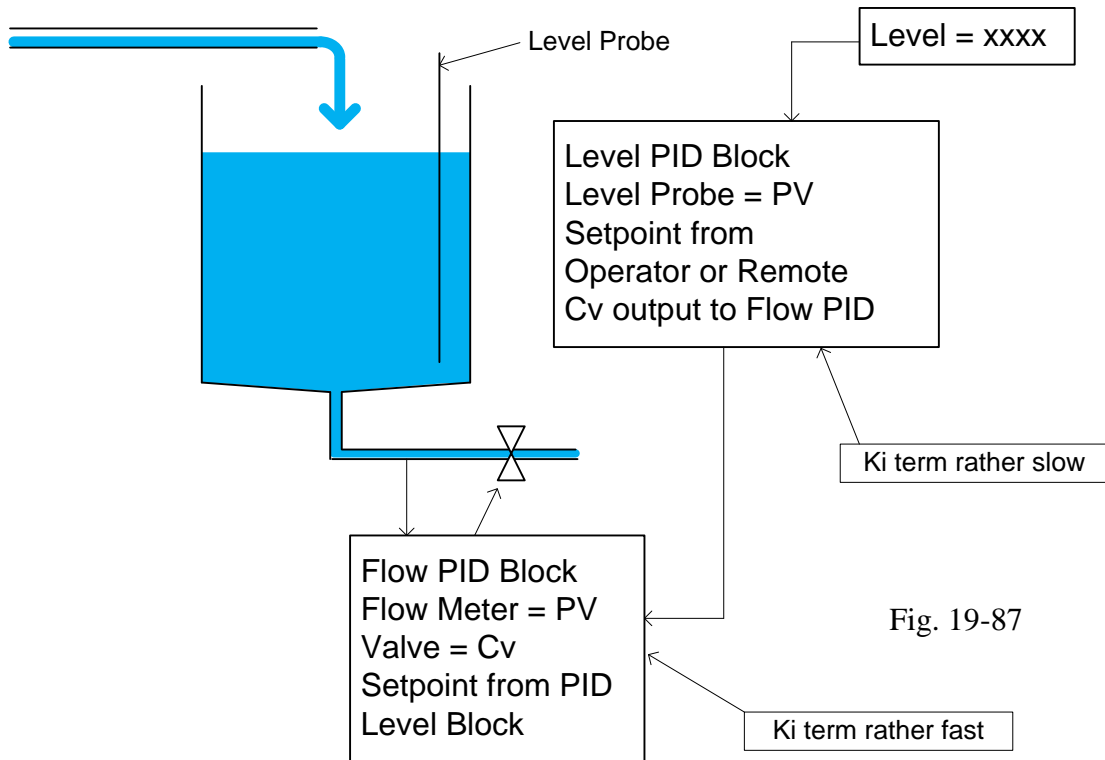 Level Probe
Level = xxxx
Level PID Block
Level Probe = PV
Setpoint from
Operator or Remote
Cv output to Flow PID
Ki term rather slow
Flow PID Block
Flow Meter = PV
Valve = Cv
Setpoint from PID
Level Block
Fig. 19-87
Ki term rather fast